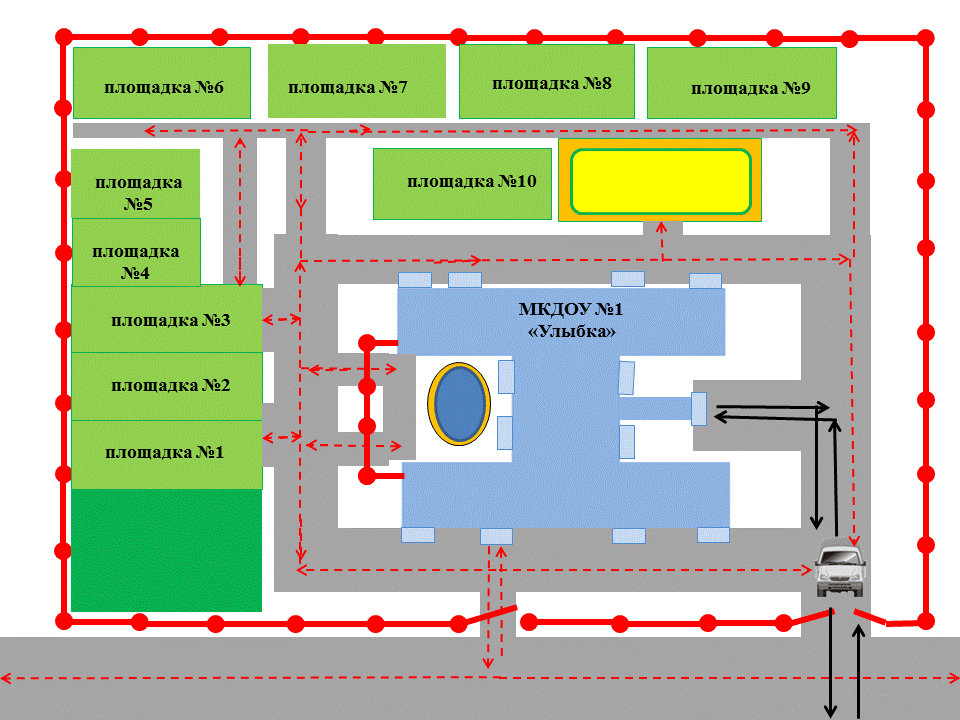 площадка №6
площадка №7
площадка №8
площадка №9
площадка
№5
площадка №10
площадка
№4
площадка №3
МКДОУ №1
«Улыбка»
площадка №2
площадка №1